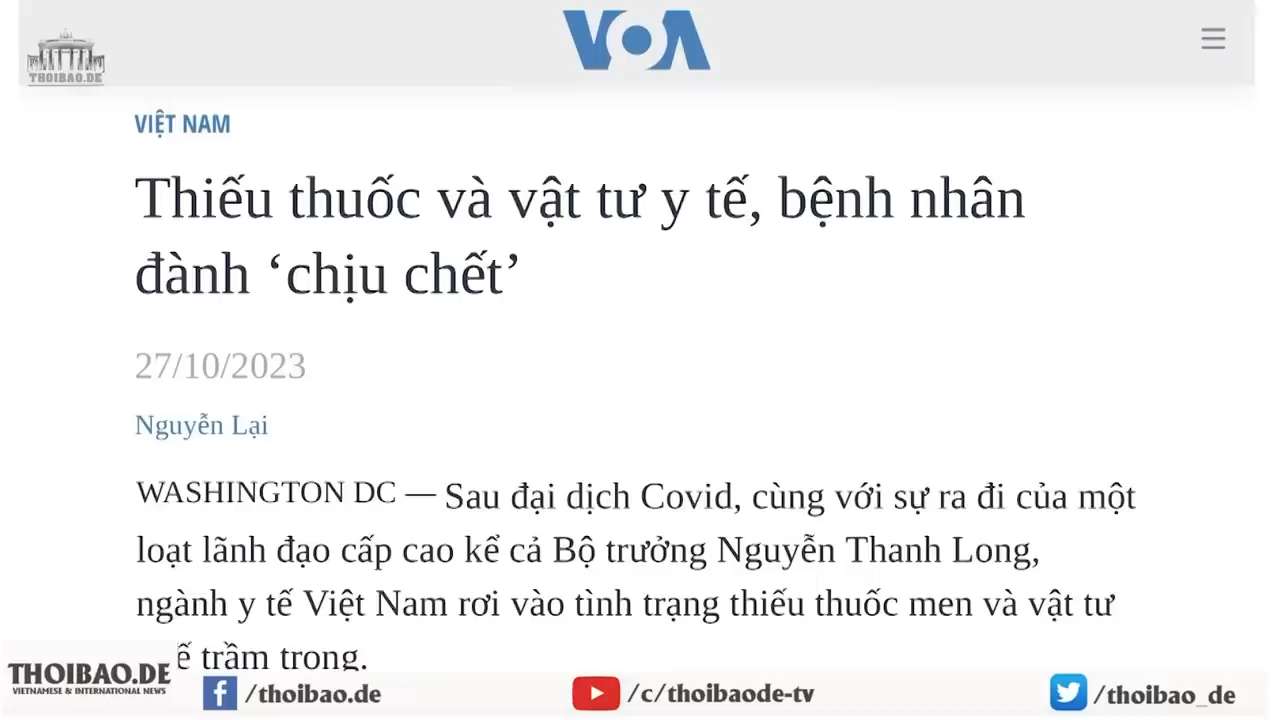 VOA
THOIBAO.DE
VIỆT NAM
Thiếu thuốc và vật tư y tế, bệnh nhân
đành ‘chịu chết’
27/10/2023
Nguyễn Lại
WASHINGTON DC — Sau đại dịch Covid, cùng với sự ra đi của một
loạt lãnh đạo cấp cao kể cả Bộ trưởng Nguyễn Thanh Long,
ngành y tế Việt Nam rơi vào tình trạng thiếu thuốc men và vật tư
trầm trọng.
THOIBAO.DE
VIETNAMESE & INTERNATIONAL NEWS
/thoibao.de
/c/thoibaode-tv
/thoibao_de